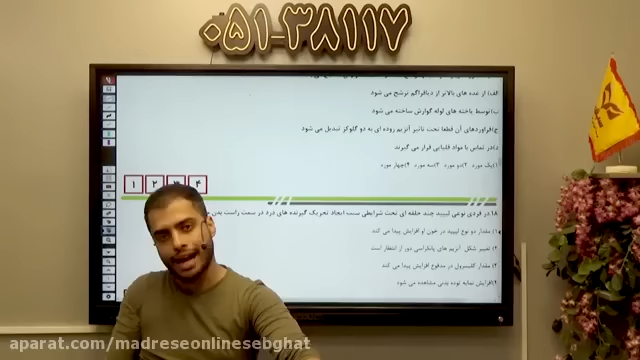 ۰۵۱-۳۸۱۱۷
الف) از غده های بالاتر از دیافراگم ترشح می شود
ب) توسط یاخته های لوله گوارش ساخته می شود
ج) فراورده‌ای آن قطعا تحت تاثیر آنزیم روده ای به دو گلوکز تبدیل می شود
د) در تماس با مواد قلیایی قرار می گیرند
۱) یک مورد ۲) دو مورد ۳) سه مورد ۴) چهار مورد
1 2 3 4
۱۸. در فردی نوعی لیپید چند حلقه ای تحت شرایطی سبب ایجاد تحریک گیرنده های درد در سمت راست بدن
۱) مقدار دو نوع لیپید در خون او افزایش پیدا می کند
۲) تغییر شکل آنزیم های پانکراسی دور از انتظار است
۳) مقدار گلیسرول در مدفوع افزایش پیدا می کند
۴) افزایش نمایه توده بدنی مشاهده می شود
aparat.com/madreseonlinesebghat